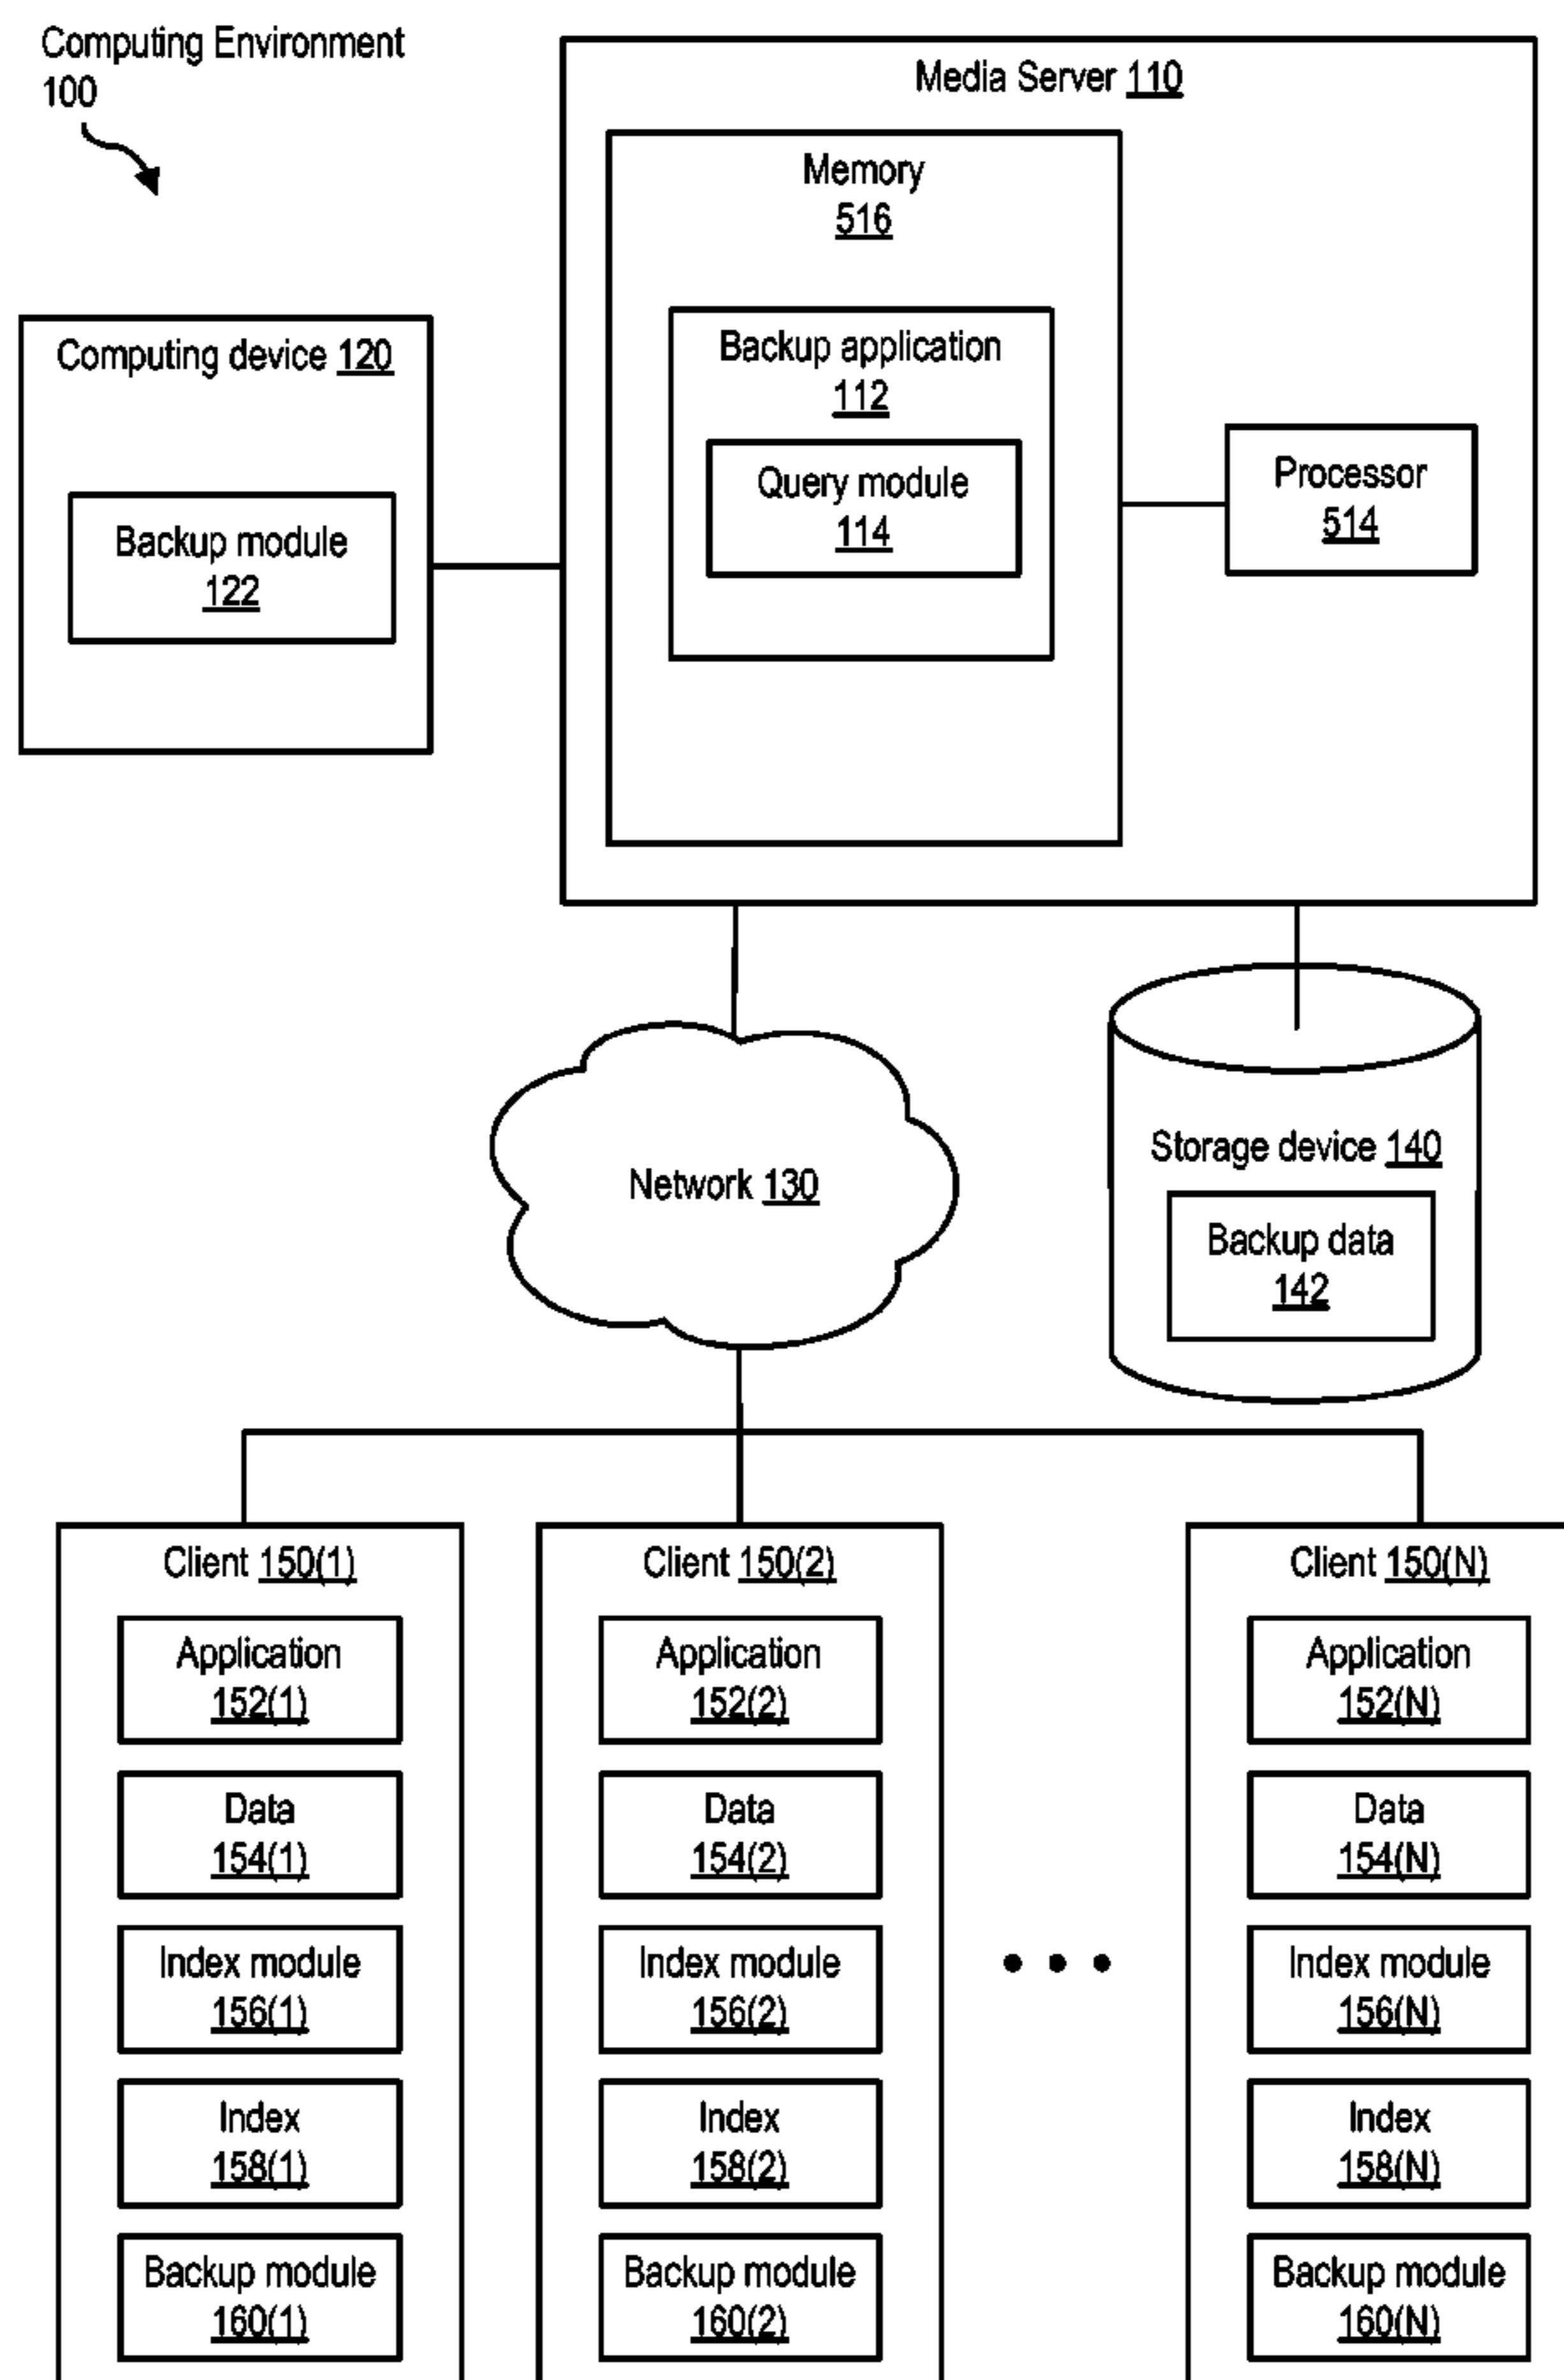 Computing Environment
100
Media Server 110
Memory
516
Backup application
112
Query module
114
Processor
514
Computing device 120
Backup module
122
Network 130
Storage device 140
Backup data
142
Client 150(1)
Application
152(1)
Data
154(1)
Index module
156(1)
Index
158(1)
Backup module
160(1)
Client 150(2)
Application
152(2)
Data
154(2)
Index module
156(2)
Index
158(2)
Backup module
160(2)
Client 150(N)
Application
152(N)
Data
154(N)
Index module
156(N)
Index
158(N)
Backup module
160(N)